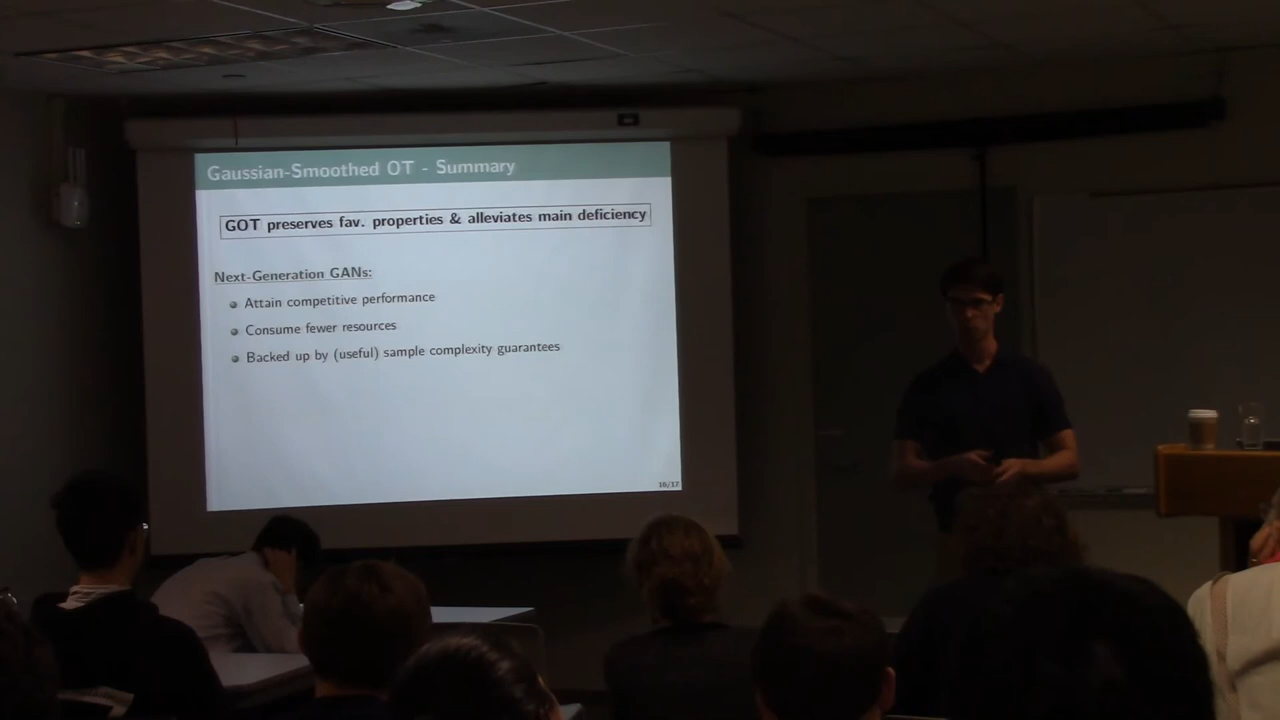 Gaussian-Smoothed OT - Summary
GOT preserves fav. properties & alleviates main deficiency
Next-Generation GANs:
Attain competitive performance
Consume fewer resources
Backed up by (useful) sample complexity guarantees
16/17